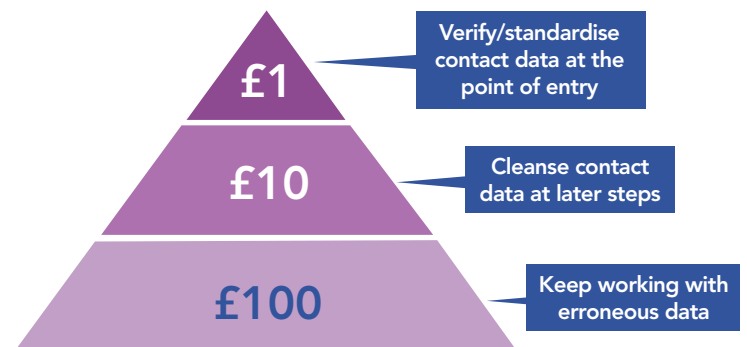 £1
Verify/standardise
contact data at the
point of entry
£10
Cleanse contact
data at later steps
£100
Keep working with
erroneous data